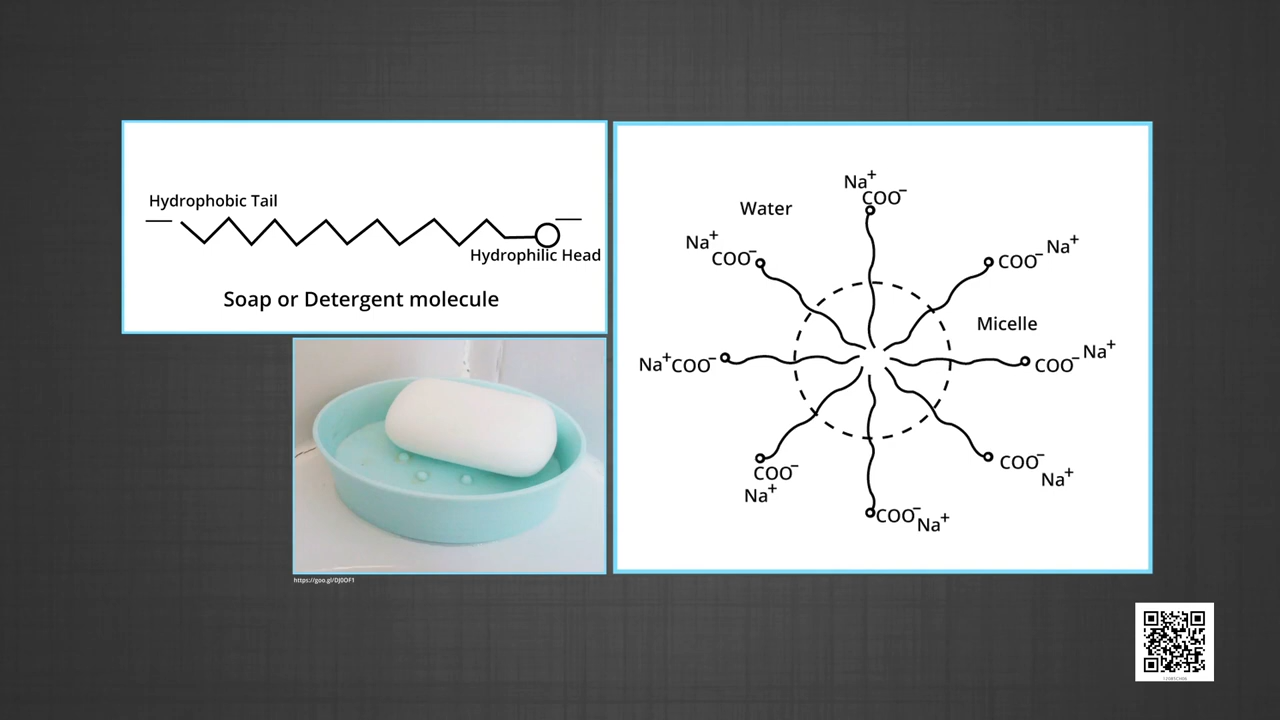 Hydrophobic Tail
Hydrophilic Head
Soap or Detergent molecule
https://goo.gl/DJ0OF1
Na⁺
COO⁻
Water
Na⁺
COO⁻
COO⁻ Na⁺
Micelle
Na⁺COO⁻
COO⁻ Na⁺
COO⁻
Na⁺
COO⁻
Na⁺
COO⁻Na⁺